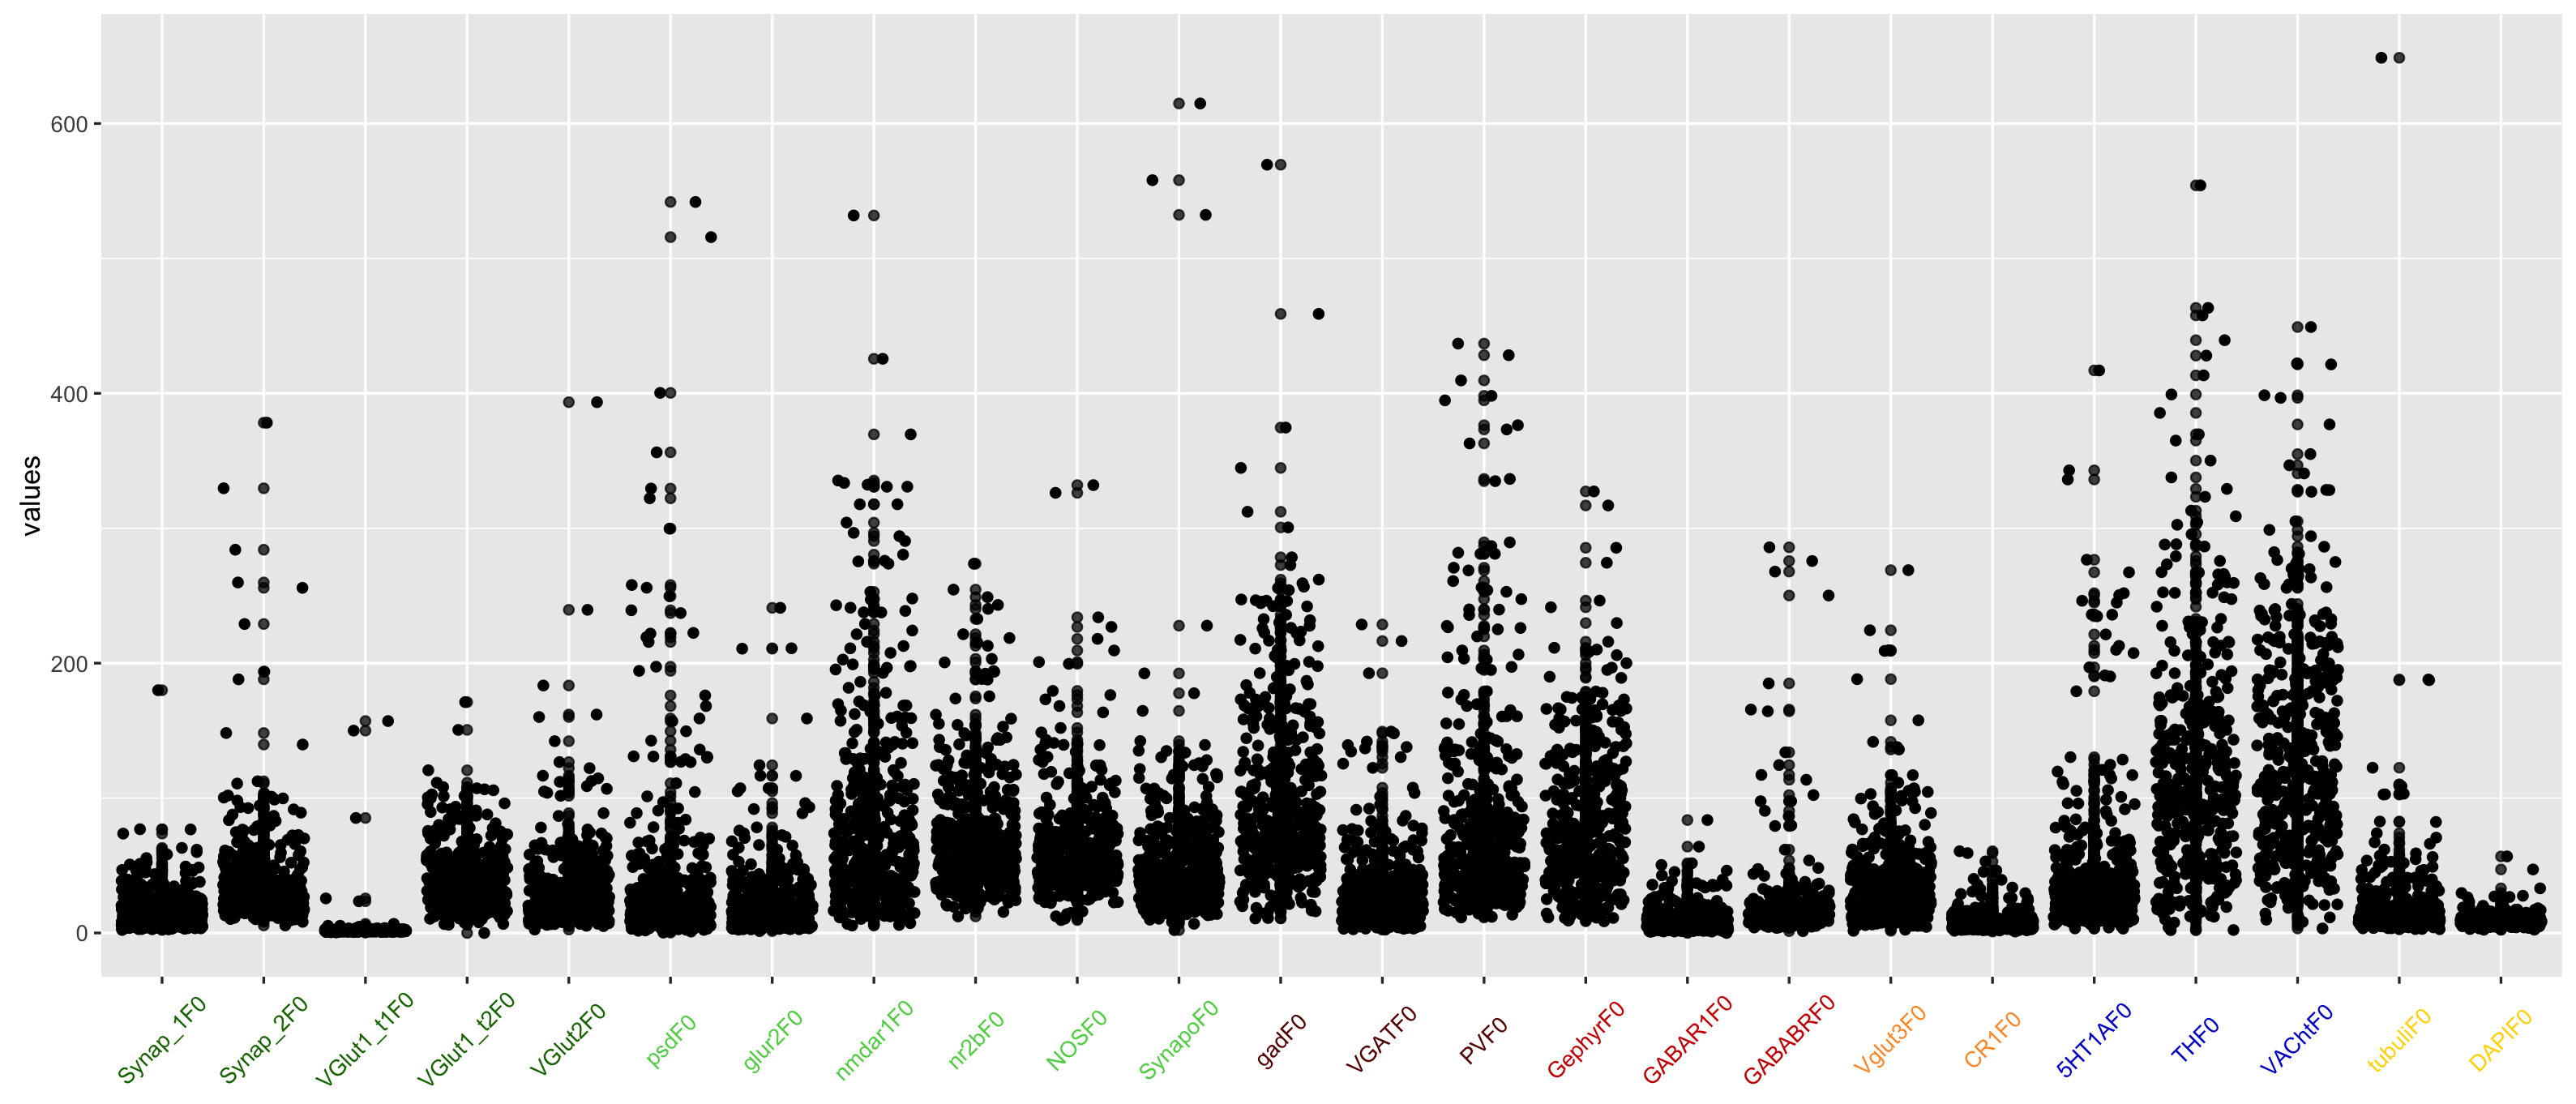 values
600
400
200
0
Synap_1F0
Synap_2F0
VGlut1_t1F0
VGlut1_t2F0
VGlut2F0
psdF0
glur2F0
nmdar1F0
nr2bF0
NOSF0
SynapoF0
gadF0
VGATF0
PVF0
GephyrF0
GABAR1F0
GABABRF0
Vglut3F0
CR1F0
5HT1AF0
THF0
VAChtF0
tubuliF0
DAPIF0